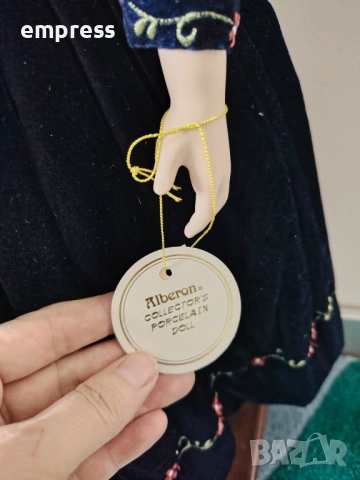 empress
Alberon®
COLLECTOR'S
PORCELAIN
DOLL
BAZAR